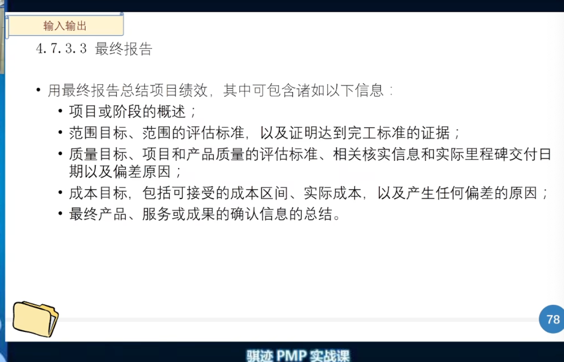 输入输出
4.7.3.3 最终报告
• 用最终报告总结项目绩效，其中可包含诸如以下信息：
• 项目或阶段的概述；
• 范围目标、范围的评估标准，以及证明达到完工标准的证据；
• 质量目标、项目和产品质量的评估标准、相关核实信息和实际里程碑交付日
期以及偏差原因；
• 成本目标，包括可接受的成本区间、实际成本，以及产生任何偏差的原因；
• 最终产品、服务或成果的确认信息的总结。
78
骐迹 PMP 实战课